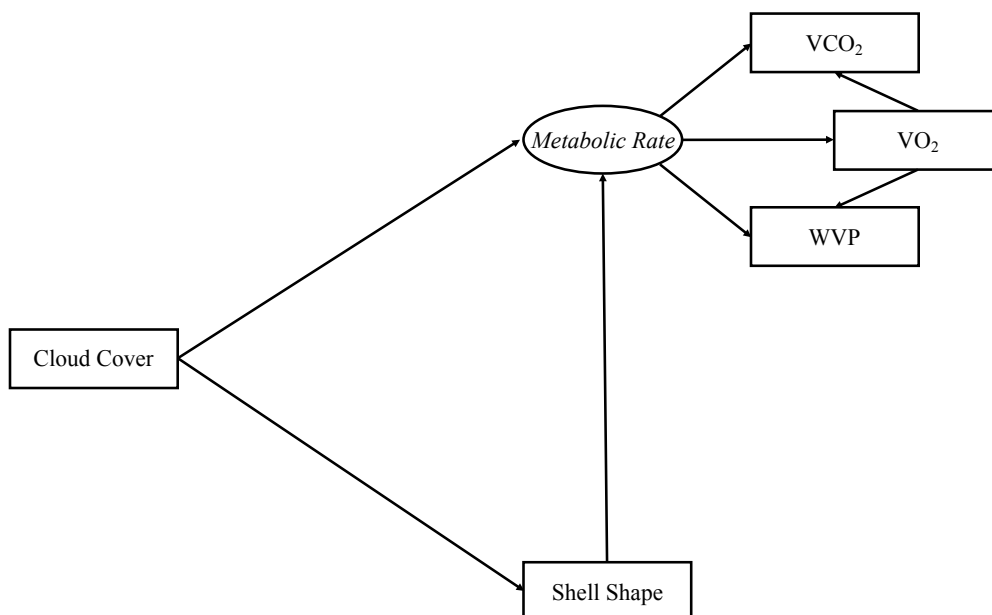 VCO₂
Metabolic Rate
VO₂
WVP
Cloud Cover
Shell Shape